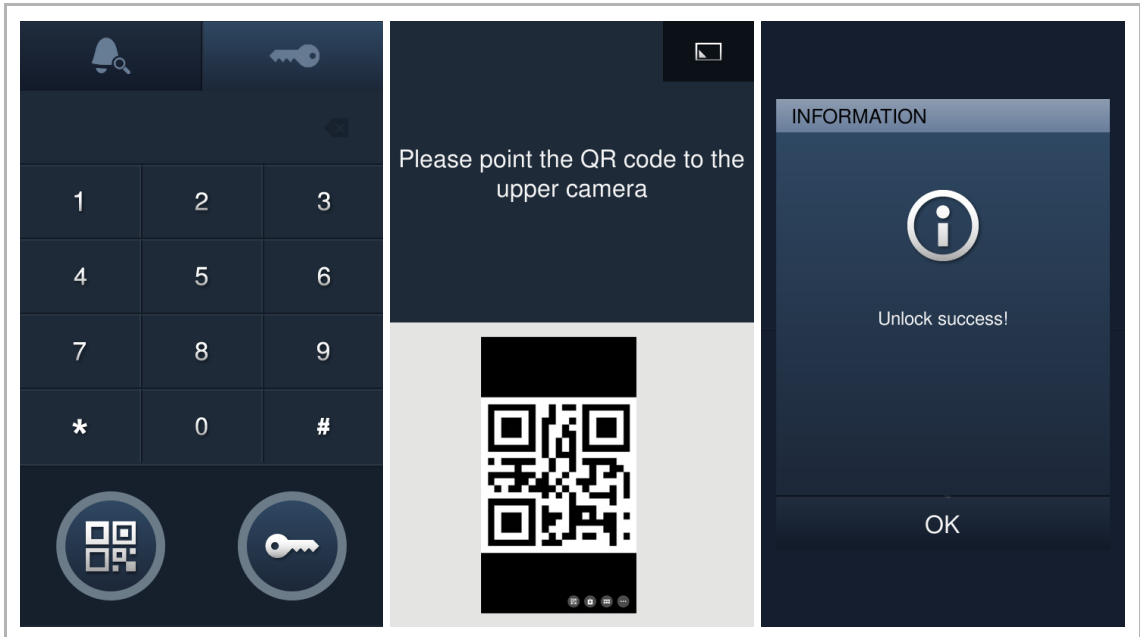 1 2 3
4 5 6
7 8 9
* 0 #
Please point the QR code to the
upper camera
INFORMATION
Unlock success!
OK